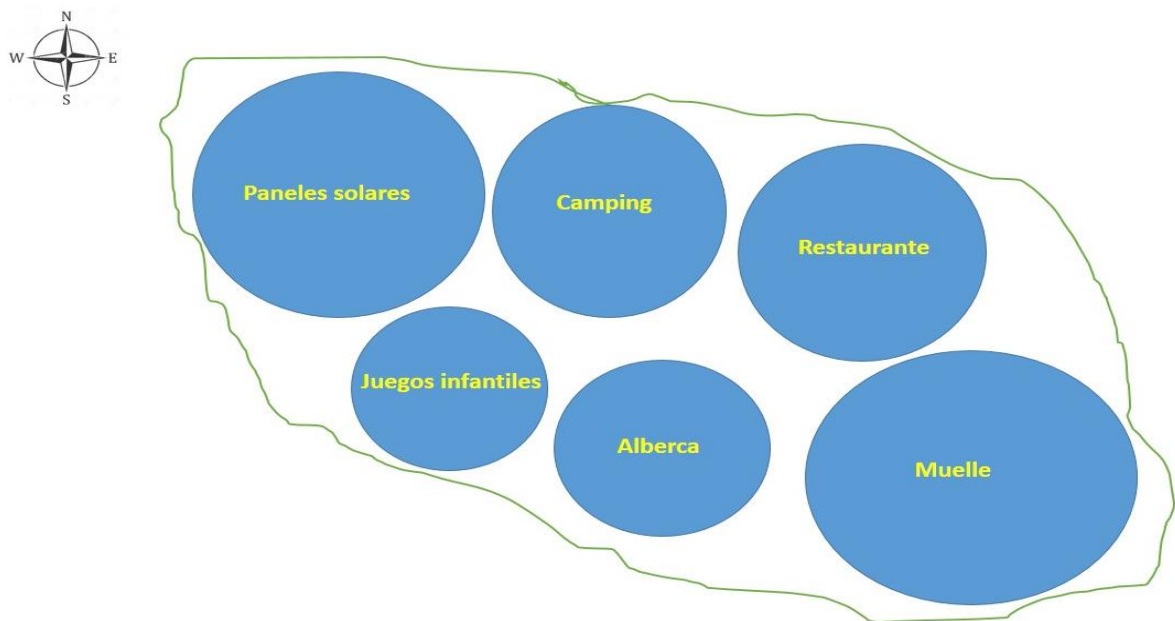 N
W E
S
Paneles solares
Camping
Restaurante
Juegos infantiles
Alberca
Muelle